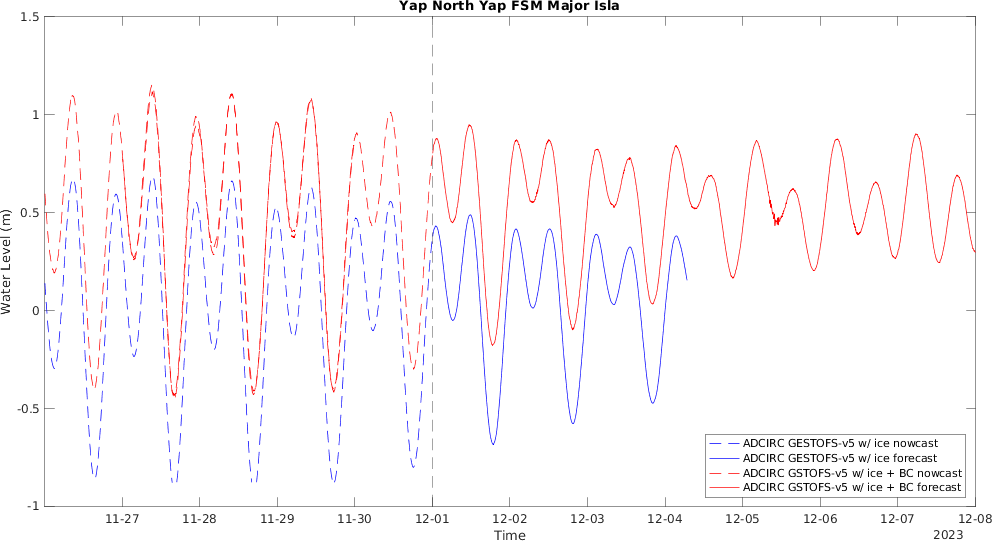 Yap North Yap FSM Major Isla
1.5
1
0.5
0
-0.5
-1
Water Level (m)
11-27
11-28
11-29
11-30
12-01
12-02
12-03
12-04
12-05
12-06
12-07
12-08
Time
2023
ADCIRC GESTOFS-v5 w/ ice nowcast
ADCIRC GESTOFS-v5 w/ ice forecast
ADCIRC GSTOFS-v5 w/ ice + BC nowcast
ADCIRC GSTOFS-v5 w/ ice + BC forecast